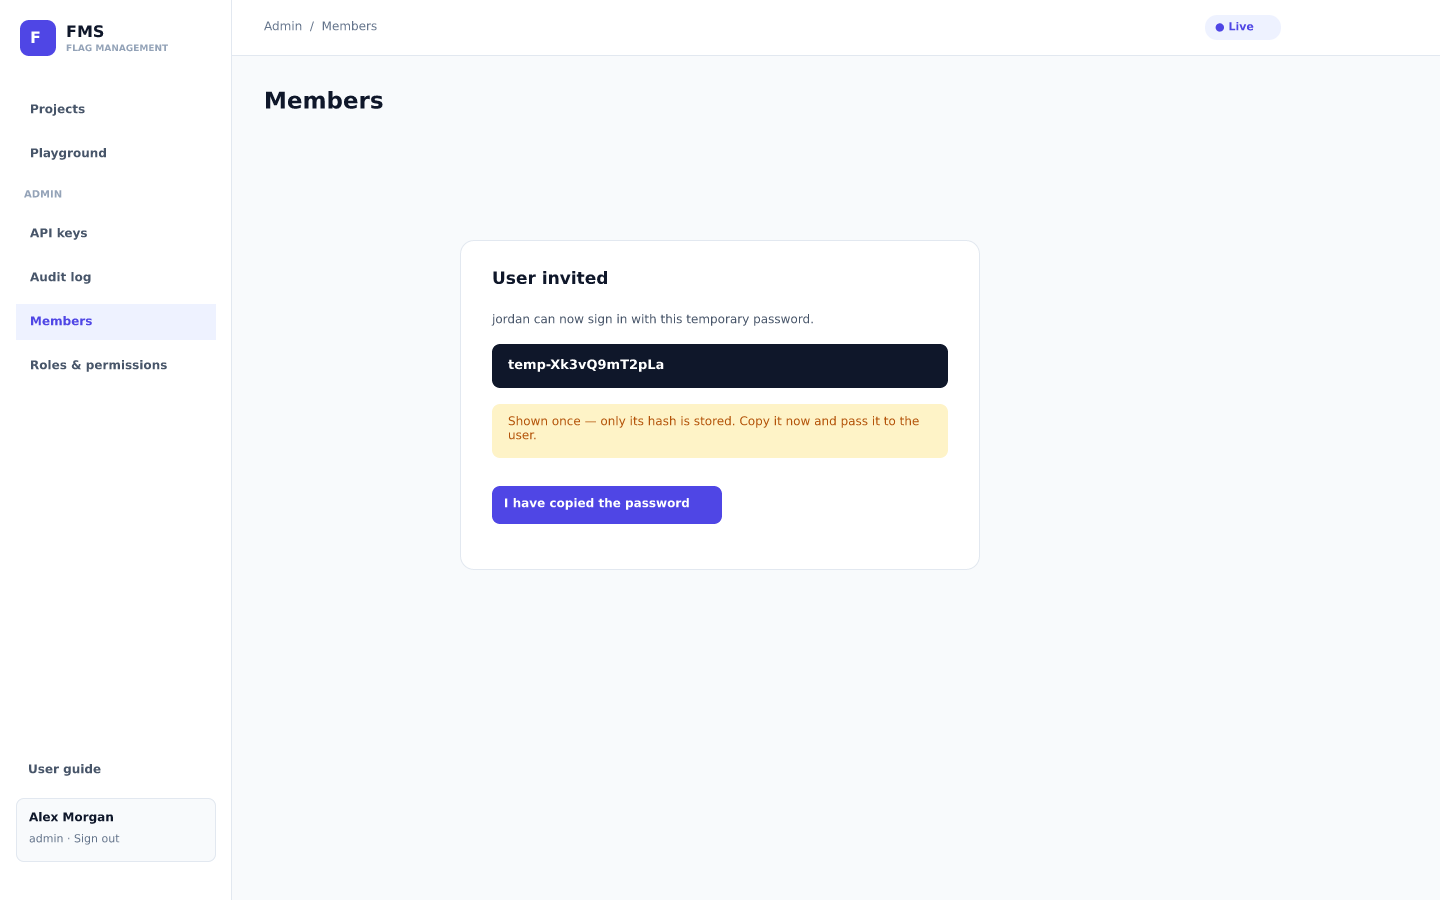 F
FMS
FLAG MANAGEMENT
Projects
Playground
ADMIN
API keys
Audit log
Members
Roles & permissions
User guide
Alex Morgan
admin · Sign out
Admin / Members
● Live
Members
User invited
jordan can now sign in with this temporary password.
temp-Xk3vQ9mT2pLa
Shown once — only its hash is stored. Copy it now and pass it to the
user.
I have copied the password